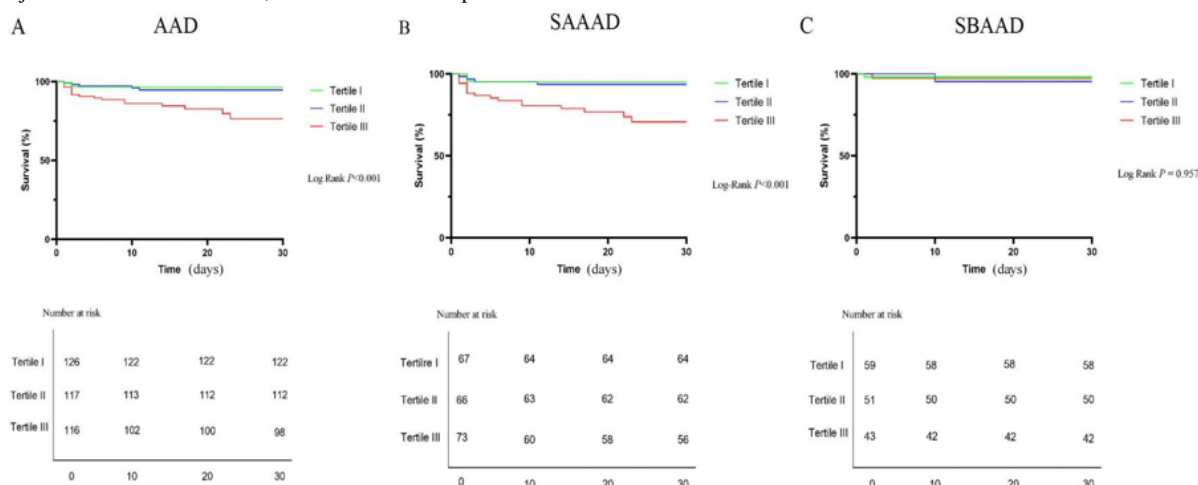 A AAD
100
50
0
Survival (%)
0 10 20 30
Time (days)
Tertile I
Tertile II
Tertile III
Log Rank P<0.001
Number at risk
Tertile I 126 122 122 122
Tertile II 117 113 112 112
Tertile III 116 102 100 98
0 10 20 30
B SAAAD
100
50
0
Survival (%)
0 10 20 30
Time (days)
Tertile I
Tertile II
Tertile III
Log-Rank P<0.001
Number at risk
Tertilre I 67 64 64 64
Tertile II 66 63 62 62
Tertile III 73 60 58 56
0 10 20 30
C SBAAD
100
50
0
Survival (%)
0 10 20 30
Time (days)
Tertile I
Tertile II
Tertile III
Log Rank P = 0.957
Number at risk
Tertile I 59 58 58 58
Tertile II 51 50 50 50
Tertile III 43 42 42 42
0 10 20 30